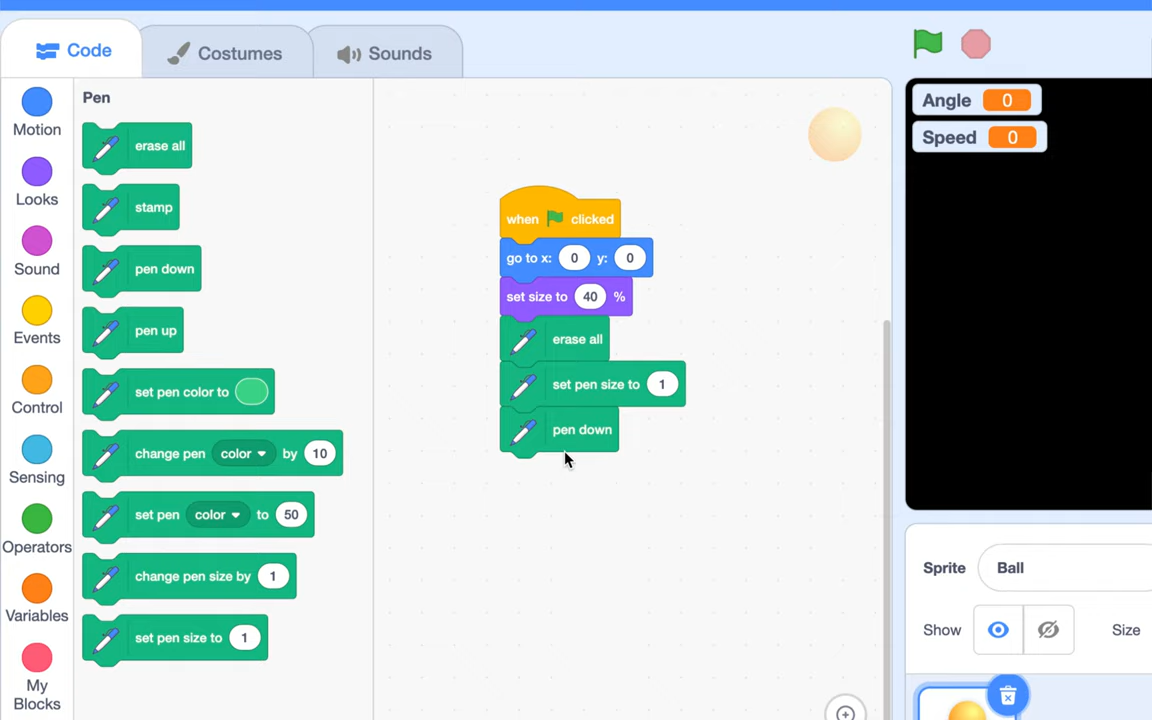 Code
Costumes
Sounds
Motion
Looks
Sound
Events
Control
Sensing
Operators
Variables
My
Blocks
Pen
erase all
stamp
pen down
pen up
set pen color to
change pen color by 10
set pen color to 50
change pen size by 1
set pen size to 1
when clicked
go to x: 0 y: 0
set size to 40 %
erase all
set pen size to 1
pen down
Angle 0
Speed 0
Sprite Ball
Show Size